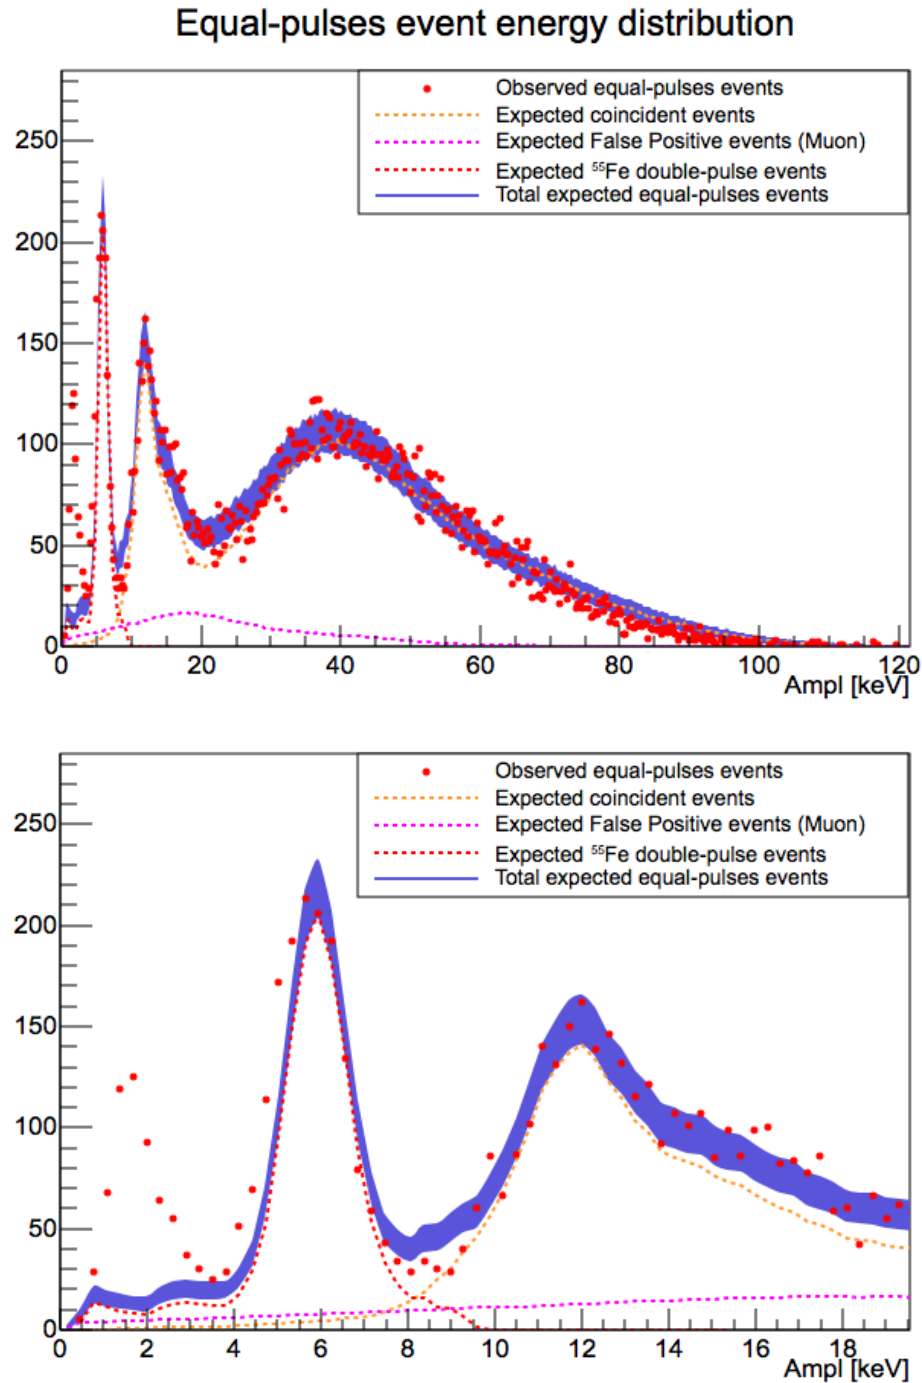 Equal-pulses event energy distribution
Observed equal-pulses events
Expected coincident events
Expected False Positive events (Muon)
Expected ⁵⁵Fe double-pulse events
Total expected equal-pulses events
250
200
150
100
50
0
0 20 40 60 80 100 120
Ampl [keV]
Observed equal-pulses events
Expected coincident events
Expected False Positive events (Muon)
Expected ⁵⁵Fe double-pulse events
Total expected equal-pulses events
250
200
150
100
50
0
0 2 4 6 8 10 12 14 16 18
Ampl [keV]